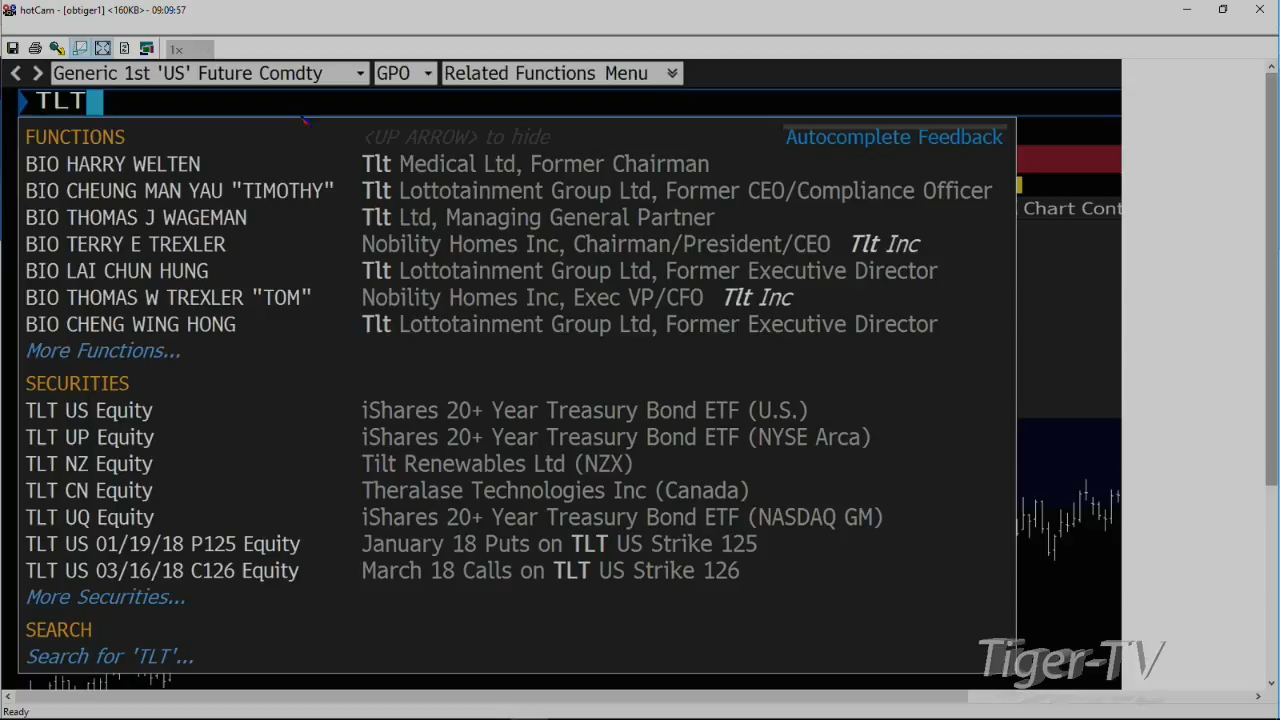 hotCam - [obtiger1] <160KB> - 09:09:57
1x
Generic 1st 'US' Future Comdty GPO Related Functions Menu
TLT
FUNCTIONS <UP ARROW> to hide Autocomplete Feedback
BIO HARRY WELTEN Tlt Medical Ltd, Former Chairman
BIO CHEUNG MAN YAU "TIMOTHY" Tlt Lottotainment Group Ltd, Former CEO/Compliance Officer
BIO THOMAS J WAGEMAN Tlt Ltd, Managing General Partner
Chart Cont
BIO TERRY E TREXLER Nobility Homes Inc, Chairman/President/CEO Tlt Inc
BIO LAI CHUN HUNG Tlt Lottotainment Group Ltd, Former Executive Director
BIO THOMAS W TREXLER "TOM" Nobility Homes Inc, Exec VP/CFO Tlt Inc
BIO CHENG WING HONG Tlt Lottotainment Group Ltd, Former Executive Director
More Functions...
SECURITIES
TLT US Equity iShares 20+ Year Treasury Bond ETF (U.S.)
TLT UP Equity iShares 20+ Year Treasury Bond ETF (NYSE Arca)
TLT NZ Equity Tilt Renewables Ltd (NZX)
TLT CN Equity Theralase Technologies Inc (Canada)
TLT UQ Equity iShares 20+ Year Treasury Bond ETF (NASDAQ GM)
TLT US 01/19/18 P125 Equity January 18 Puts on TLT US Strike 125
TLT US 03/16/18 C126 Equity March 18 Calls on TLT US Strike 126
More Securities...
SEARCH
Search for 'TLT'...
Tiger-TV
Ready